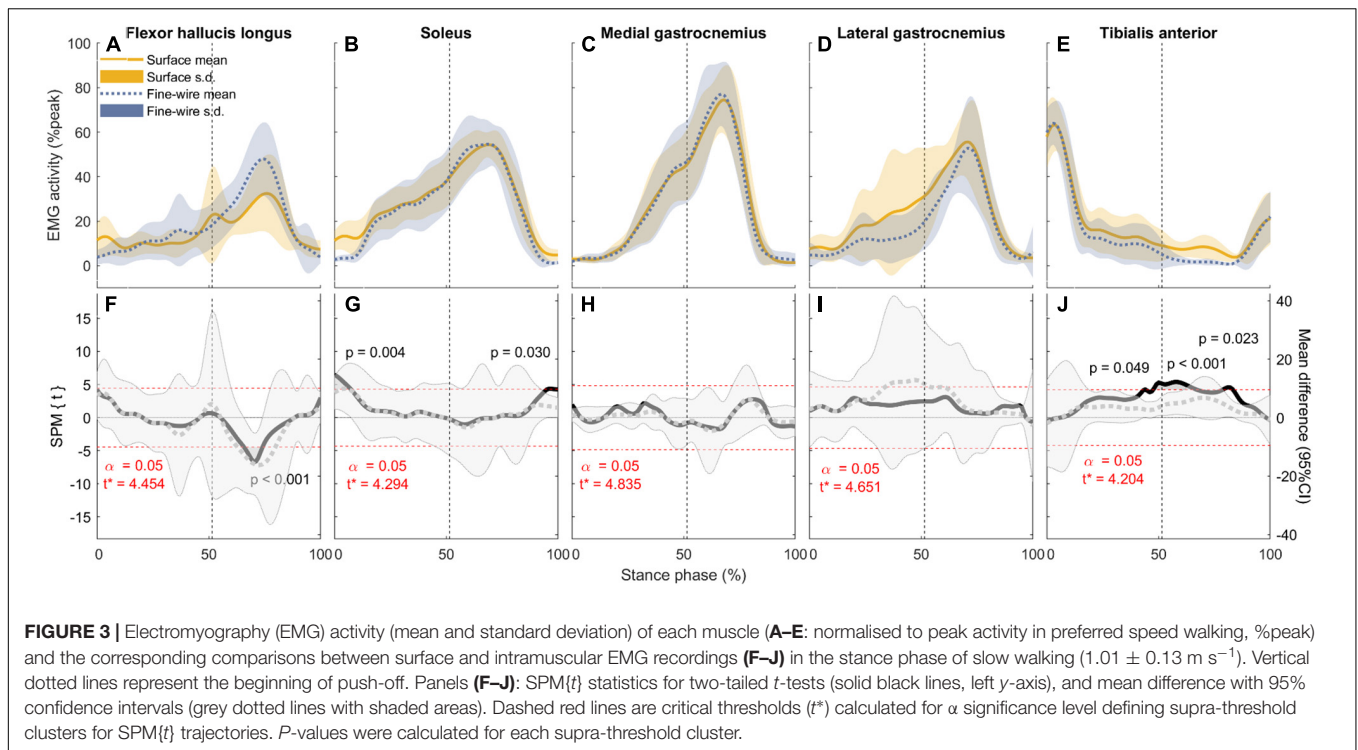 Flexor hallucis longus
Soleus
Medial gastrocnemius
Lateral gastrocnemius
Tibialis anterior
A
B
C
D
E
100
80
60
40
20
0
EMG activity (%peak)
Surface mean
Surface s.d.
Fine-wire mean
Fine-wire s.d.
F
G
H
I
J
15
10
5
0
-5
-10
-15
SPM { t }
α = 0.05
t* = 4.454
p < 0.001
p = 0.004
p = 0.030
α = 0.05
t* = 4.294
α = 0.05
t* = 4.835
α = 0.05
t* = 4.651
p = 0.049
p < 0.001
p = 0.023
α = 0.05
t* = 4.204
40
20
0
-20
-40
Mean difference (95%CI)
0 50 100
0 50 100
0 50 100
0 50 100
0 50 100
Stance phase (%)
FIGURE 3 | Electromyography (EMG) activity (mean and standard deviation) of each muscle (A–E: normalised to peak activity in preferred speed walking, %peak)
and the corresponding comparisons between surface and intramuscular EMG recordings (F–J) in the stance phase of slow walking (1.01 ± 0.13 m s⁻¹). Vertical
dotted lines represent the beginning of push-off. Panels (F–J): SPM{t} statistics for two-tailed t-tests (solid black lines, left y-axis), and mean difference with 95%
confidence intervals (grey dotted lines with shaded areas). Dashed red lines are critical thresholds (t*) calculated for α significance level defining supra-threshold
clusters for SPM{t} trajectories. P-values were calculated for each supra-threshold cluster.